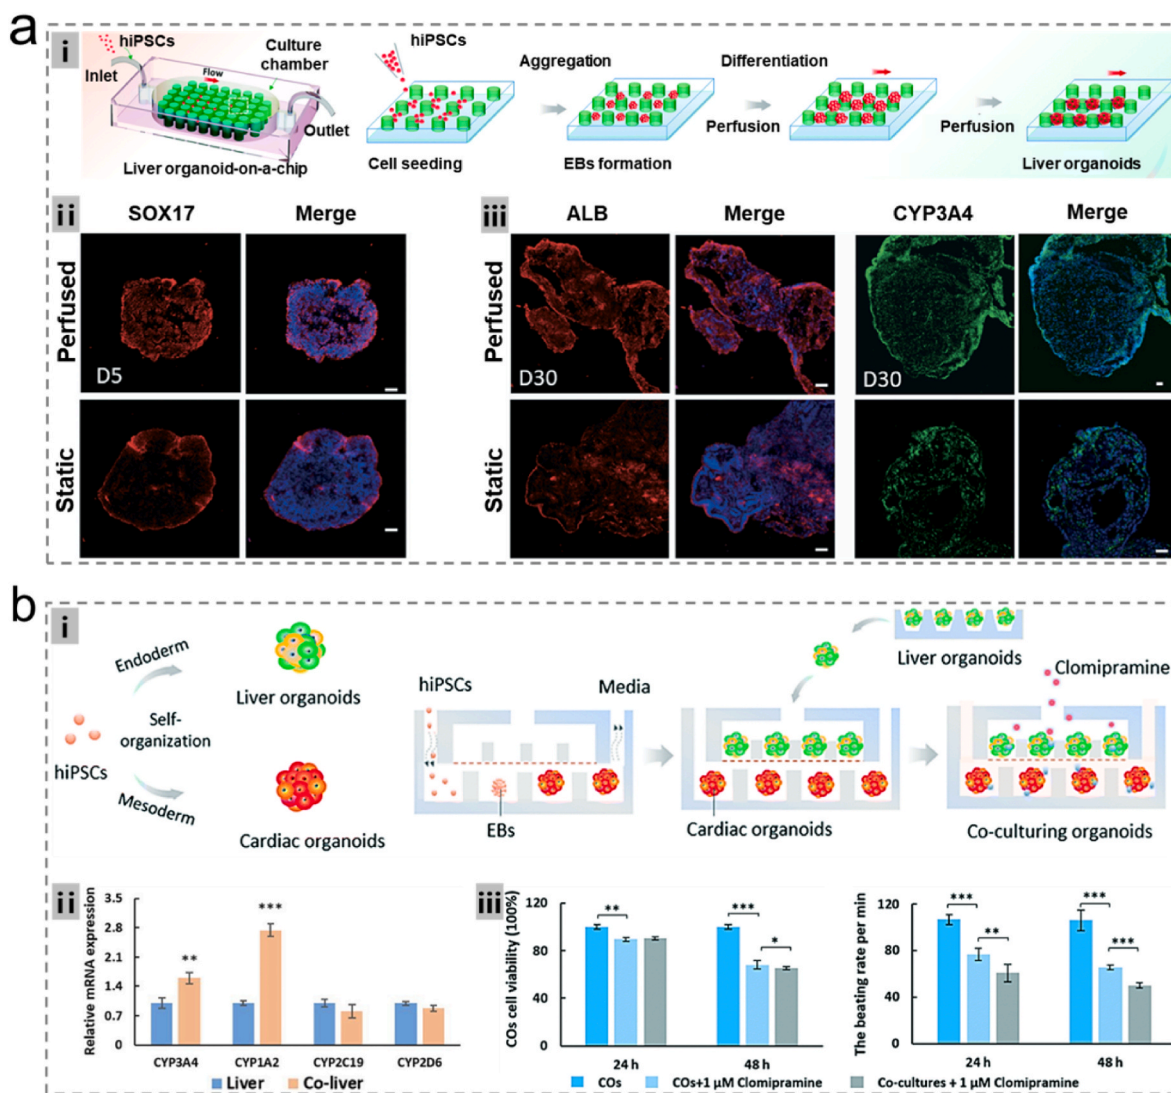 a
i
hiPSCs
Inlet
Flow
Culture
chamber
Outlet
Liver organoid-on-a-chip
hiPSCs
Cell seeding
Aggregation
EBs formation
Differentiation
Perfusion
Perfusion
Liver organoids
ii
SOX17
Merge
iii
ALB
Merge
CYP3A4
Merge
Perfused
D5
Static
Perfused
D30
D30
Static
b
i
Endoderm
Liver organoids
Self-
organization
hiPSCs
Mesoderm
Cardiac organoids
hiPSCs
Media
EBs
Liver organoids
Cardiac organoids
Clomipramine
Co-culturing organoids
ii
Relative mRNA expression
3.5
2.8
2.1
1.4
0.7
0
**
***
CYP3A4
CYP1A2
CYP2C19
CYP2D6
Liver
Co-liver
iii
COs cell viability (100%)
120
80
40
0
**
***
*
24 h
48 h
The beating rate per min
120
80
40
0
***
**
***
***
24 h
48 h
COs
COs+1 μM Clomipramine
Co-cultures + 1 μM Clomipramine